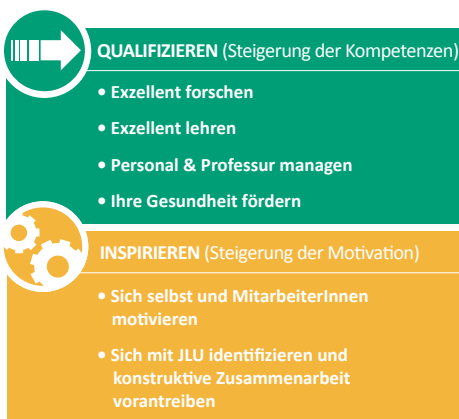 QUALIFIZIEREN (Steigerung der Kompetenzen)
• Exzellent forschen
• Exzellent lehren
• Personal & Professur managen
• Ihre Gesundheit fördern
INSPIRIEREN (Steigerung der Motivation)
• Sich selbst und MitarbeiterInnen
motivieren
• Sich mit JLU identifizieren und
konstruktive Zusammenarbeit
vorantreiben